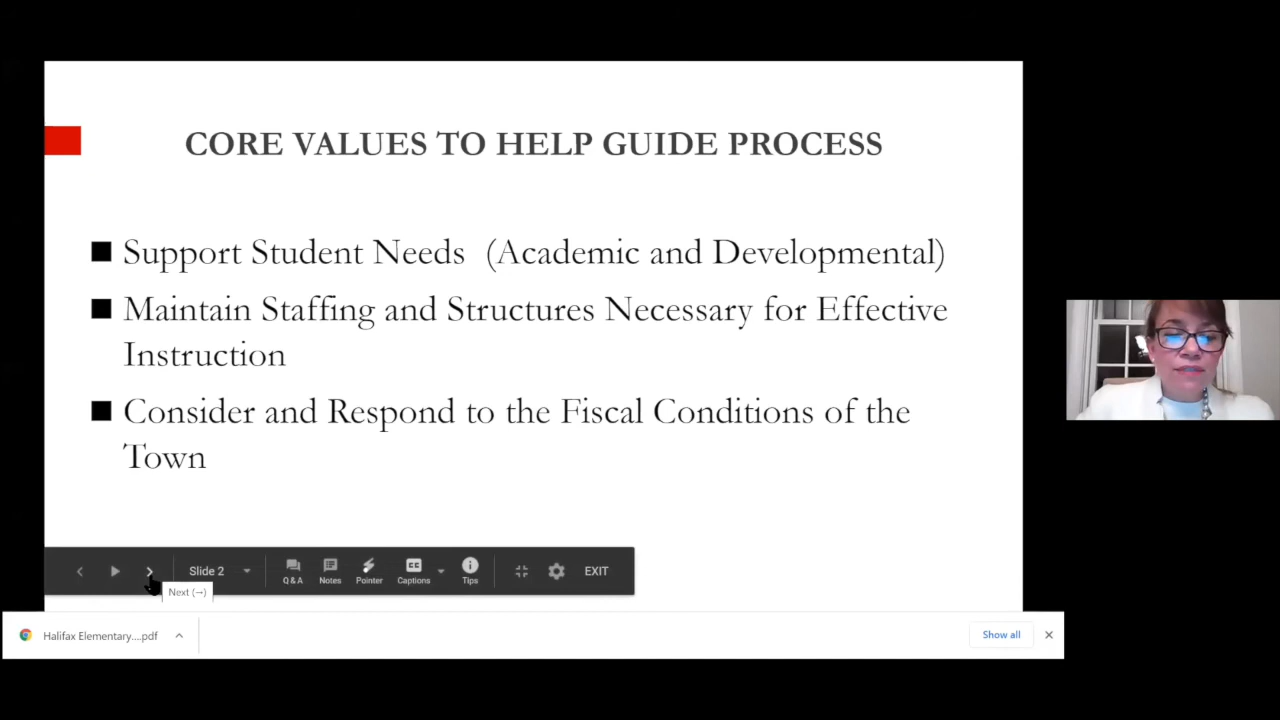 CORE VALUES TO HELP GUIDE PROCESS
Support Student Needs (Academic and Developmental)
Maintain Staffing and Structures Necessary for Effective
Instruction
Consider and Respond to the Fiscal Conditions of the
Town
Slide 2
Q & A
Notes
Pointer
CC
Captions
Tips
EXIT
Next (→)
Halifax Elementary....pdf
Show all